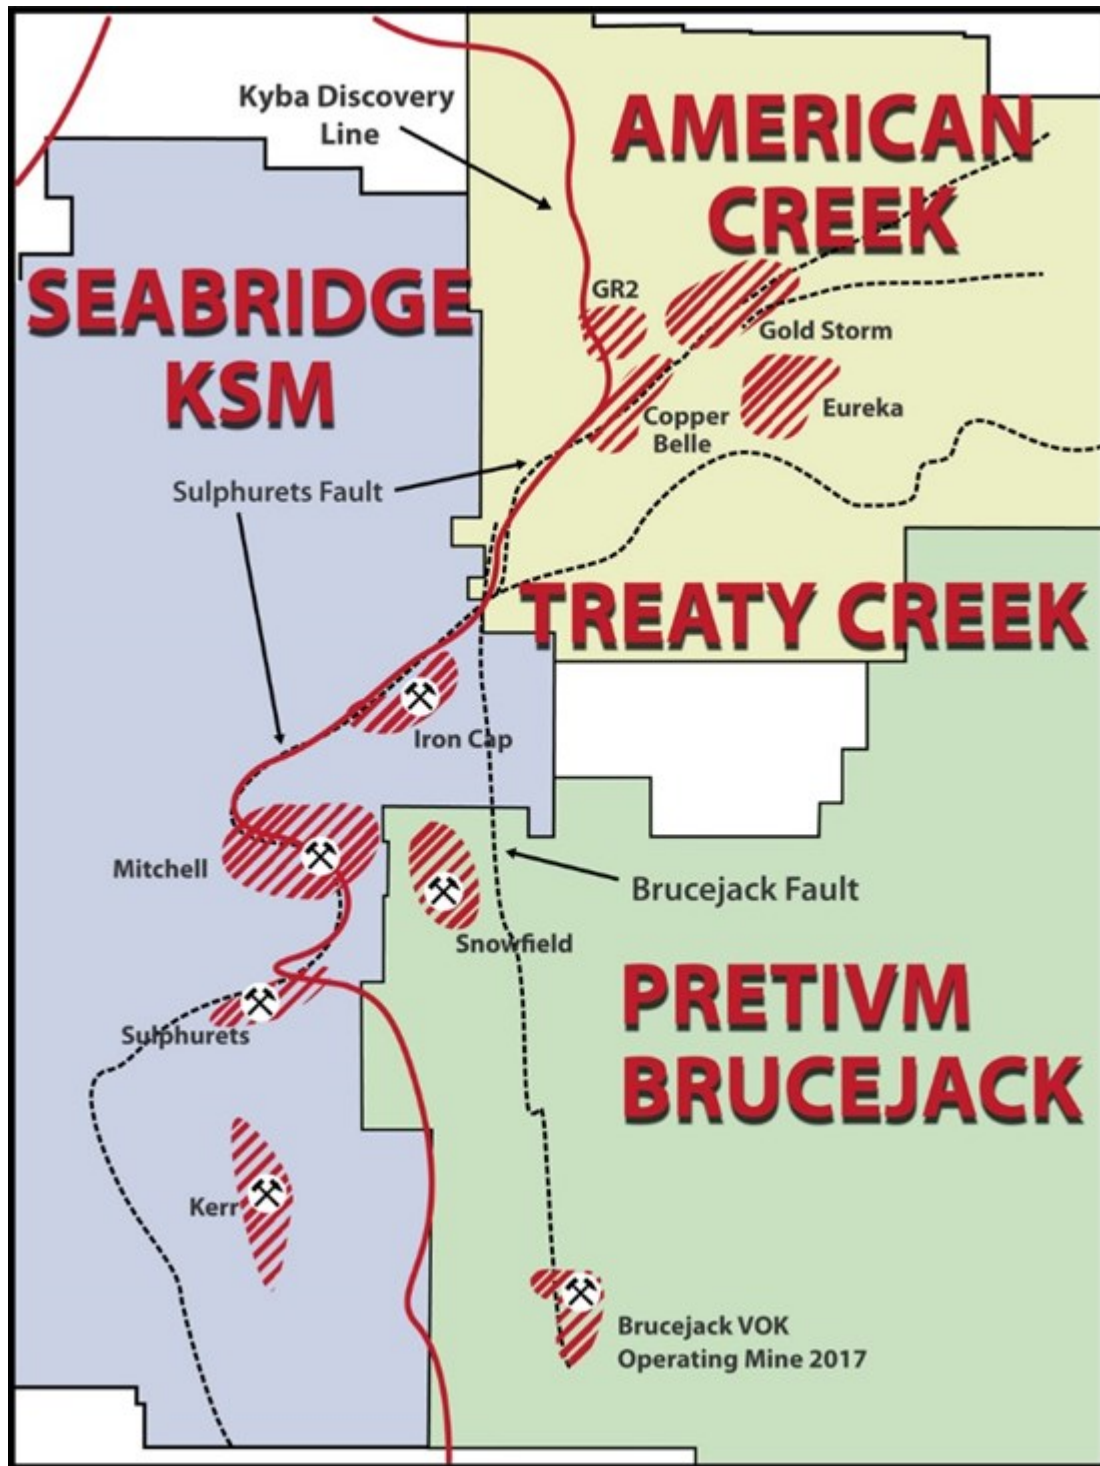 Kyba Discovery
Line
AMERICAN
CREEK
SEABRIDGE
KSM
GR2
Gold Storm
Eureka
Copper
Belle
Sulphurets Fault
TREATY CREEK
Iron Cap
Mitchell
Brucejack Fault
Snowfield
PRETIVM
BRUCEJACK
Sulphurets
Kerr
Brucejack VOK
Operating Mine 2017